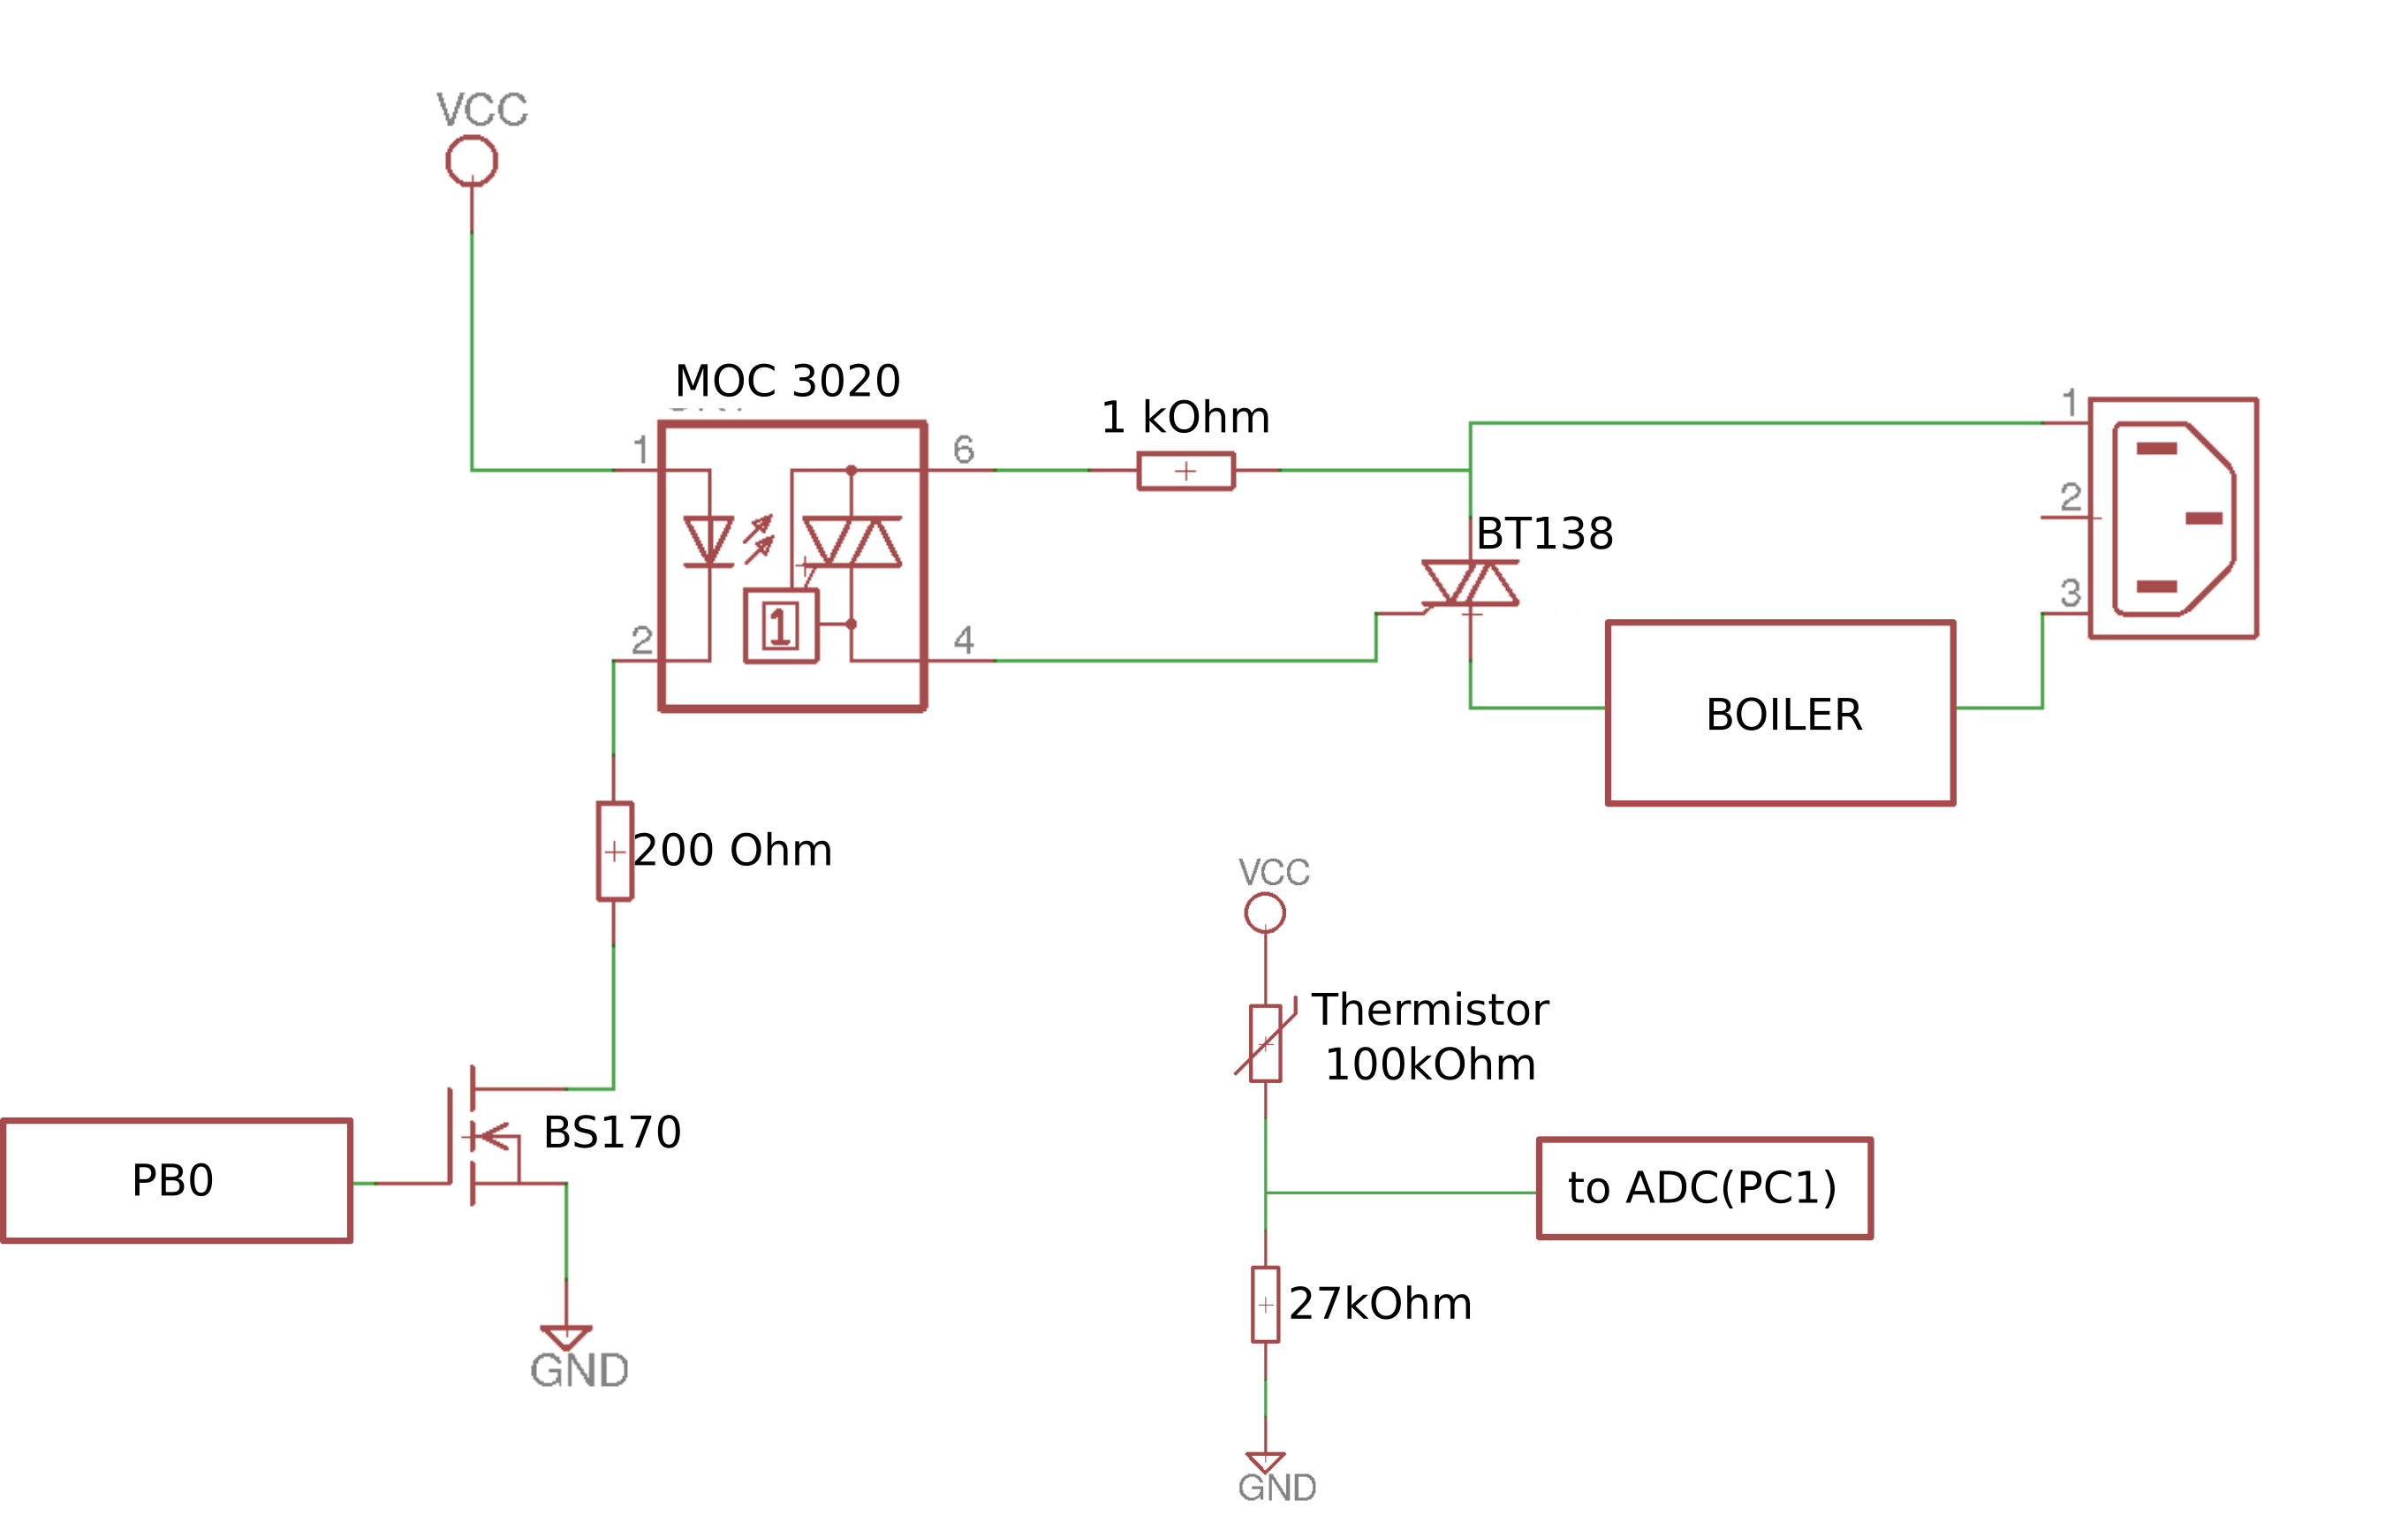 VCC
MOC 3020
1 kOhm
1
1
6
2
BT138
3
1
2
4
BOILER
200 Ohm
VCC
Thermistor
100kOhm
BS170
PB0
to ADC(PC1)
27kOhm
GND
GND